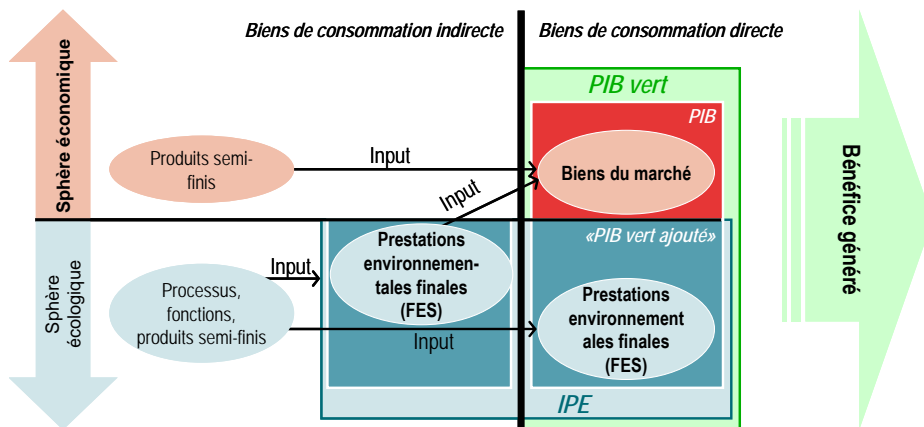 Biens de consommation indirecte
Biens de consommation directe
Sphère économique
PIB vert
PIB
Produits semi-
finis
Input
Biens du marché
Input
Bénéfice généré
«PIB vert ajouté»
Sphère
écologique
Input
Prestations
environnemen-
tales finales
(FES)
Processus,
fonctions,
produits semi-finis
Input
Prestations
environnement
ales finales
(FES)
IPE